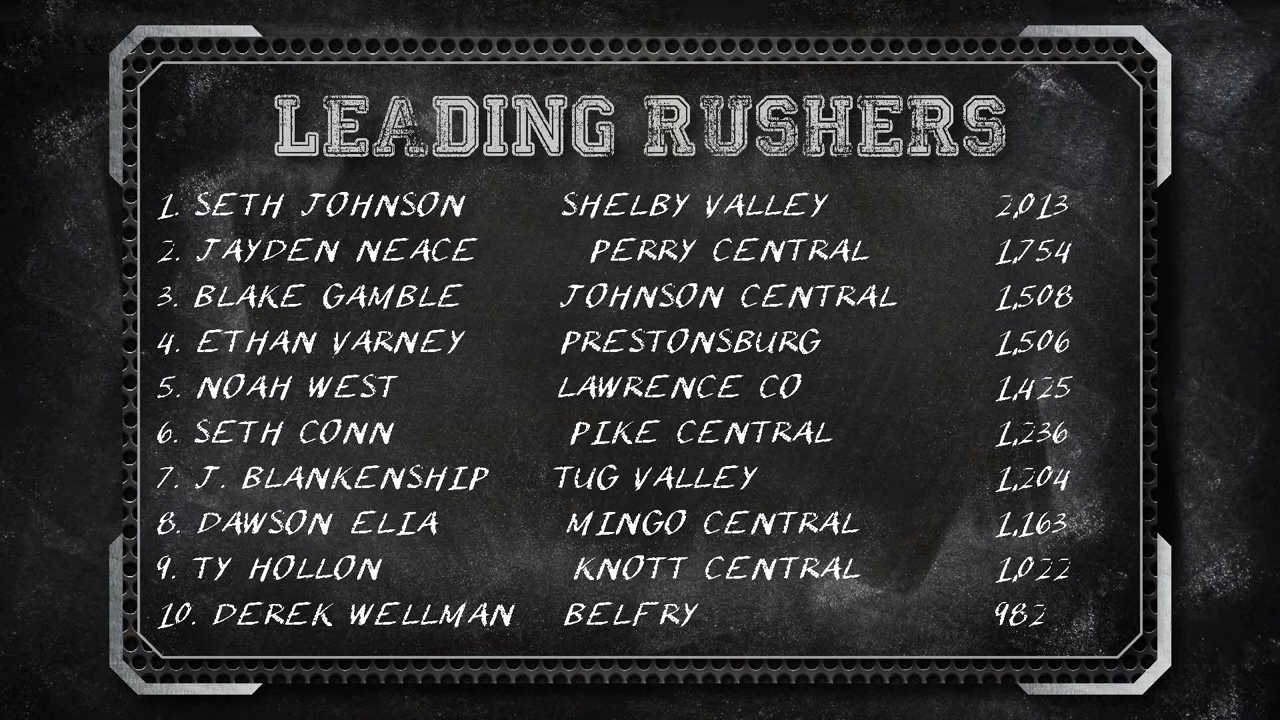 LEADING RUSHERS
1. SETH JOHNSON SHELBY VALLEY 2,013
2. JAYDEN NEACE PERRY CENTRAL 1,754
3. BLAKE GAMBLE JOHNSON CENTRAL 1,508
4. ETHAN VARNEY PRESTONSBURG 1,506
5. NOAH WEST LAWRENCE CO 1,425
6. SETH CONN PIKE CENTRAL 1,236
7. J. BLANKENSHIP TUG VALLEY 1,204
8. DAWSON ELIA MINGO CENTRAL 1,163
9. TY HOLLON KNOTT CENTRAL 1,022
10. DEREK WELLMAN BELFRY 982